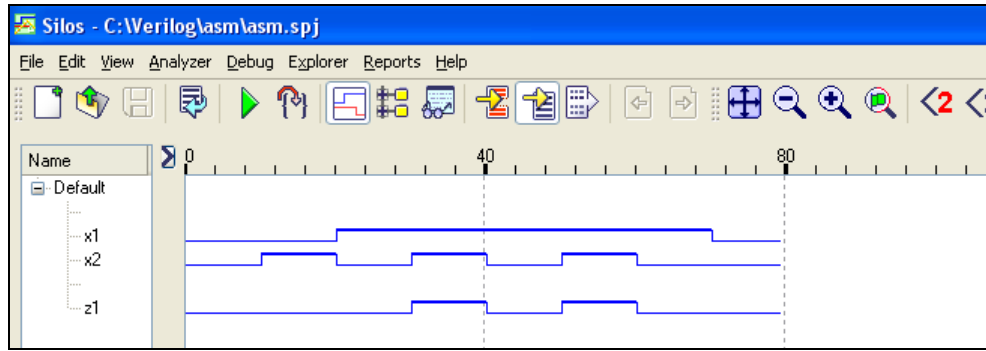 Silos - C:\Verilog\asm\asm.spj
File Edit View Analyzer Debug Explorer Reports Help
2
Name 0 40 80
Default
x1
x2
z1